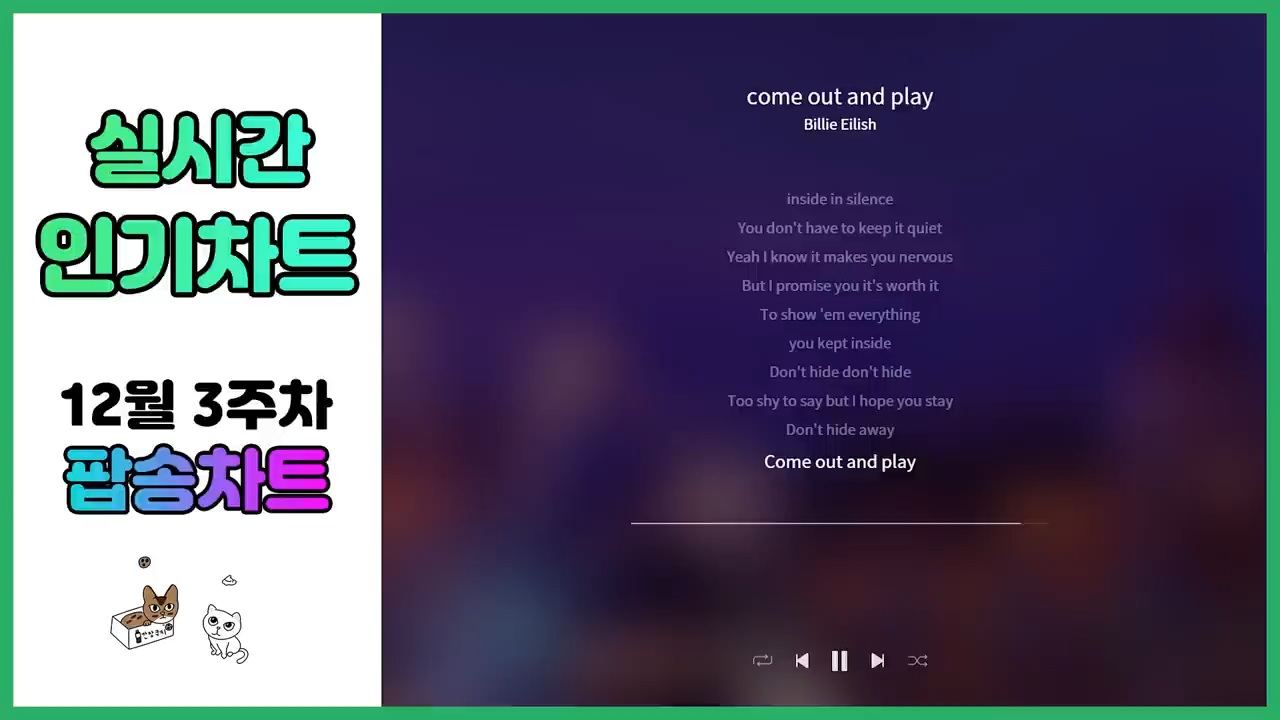 실시간
인기차트
12월 3주차
팝송차트
come out and play
Billie Eilish
inside in silence
You don't have to keep it quiet
Yeah I know it makes you nervous
But I promise you it's worth it
To show 'em everything
you kept inside
Don't hide don't hide
Too shy to say but I hope you stay
Don't hide away
Come out and play